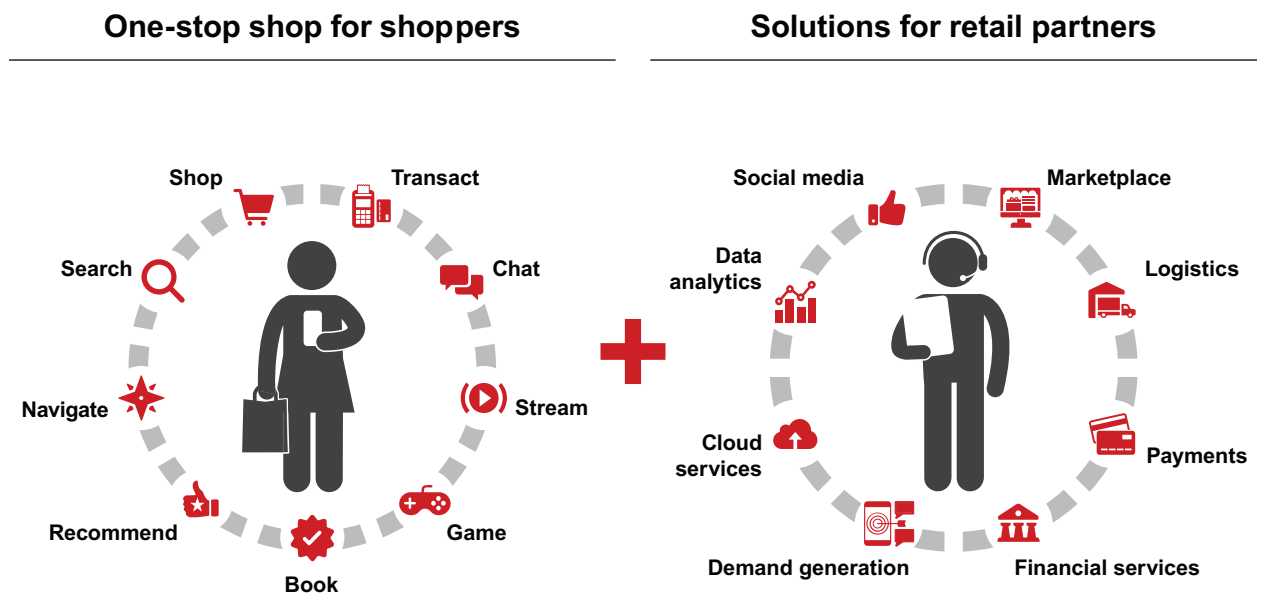 One-stop shop for shoppers
Shop
Transact
Search
Chat
Navigate
Stream
Recommend
Game
Book
Solutions for retail partners
Social media
Marketplace
Data
analytics
Logistics
Cloud
services
Payments
Demand generation
Financial services